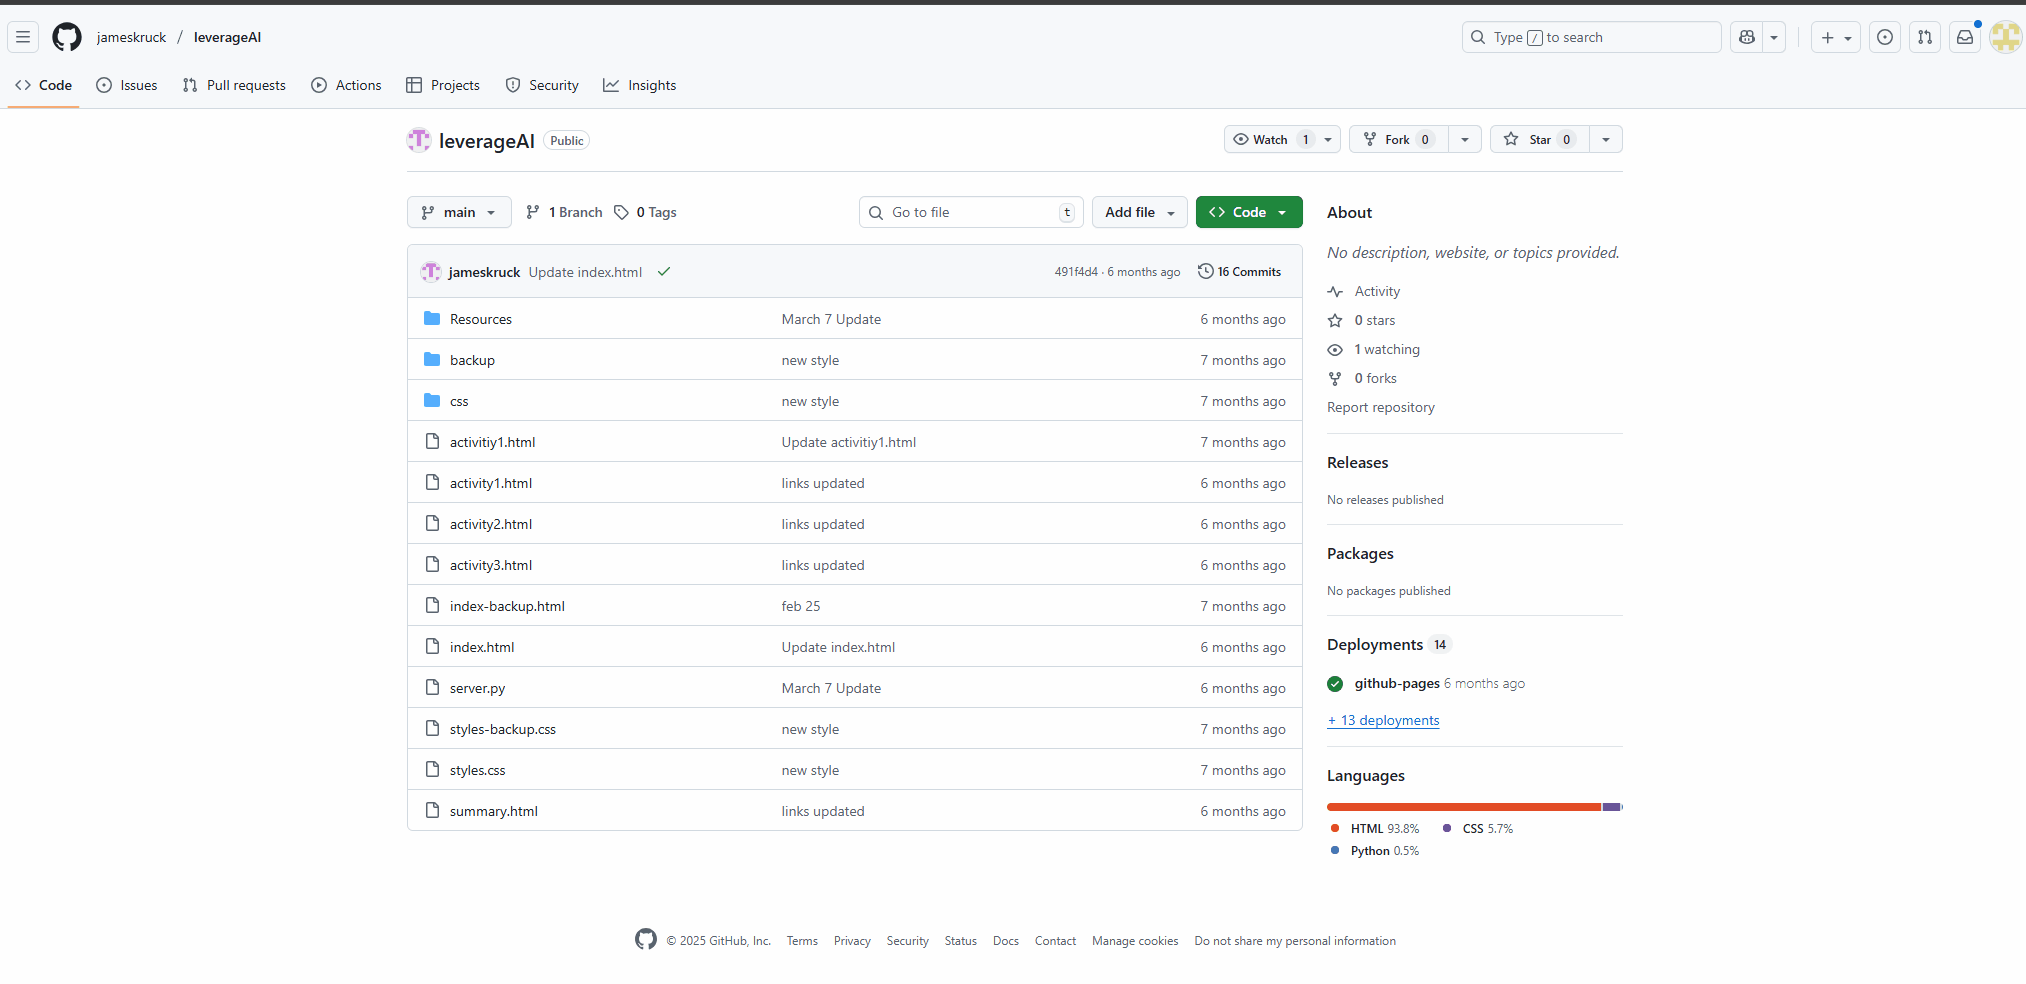 jameskruck / leverageAI
Type / to search
Code Issues Pull requests Actions Projects Security Insights
leverageAI Public
Watch 1 Fork 0 Star 0
main 1 Branch 0 Tags Go to file t Add file Code
jameskruck Update index.html 491f4d4 · 6 months ago 16 Commits
Resources March 7 Update 6 months ago
backup new style 7 months ago
css new style 7 months ago
activitiy1.html Update activitiy1.html 7 months ago
activity1.html links updated 6 months ago
activity2.html links updated 6 months ago
activity3.html links updated 6 months ago
index-backup.html feb 25 7 months ago
index.html Update index.html 6 months ago
server.py March 7 Update 6 months ago
styles-backup.css new style 7 months ago
styles.css new style 7 months ago
summary.html links updated 6 months ago
About
No description, website, or topics provided.
Activity
0 stars
1 watching
0 forks
Report repository
Releases
No releases published
Packages
No packages published
Deployments 14
github-pages 6 months ago
+ 13 deployments
Languages
HTML 93.8% CSS 5.7%
Python 0.5%
© 2025 GitHub, Inc. Terms Privacy Security Status Docs Contact Manage cookies Do not share my personal information